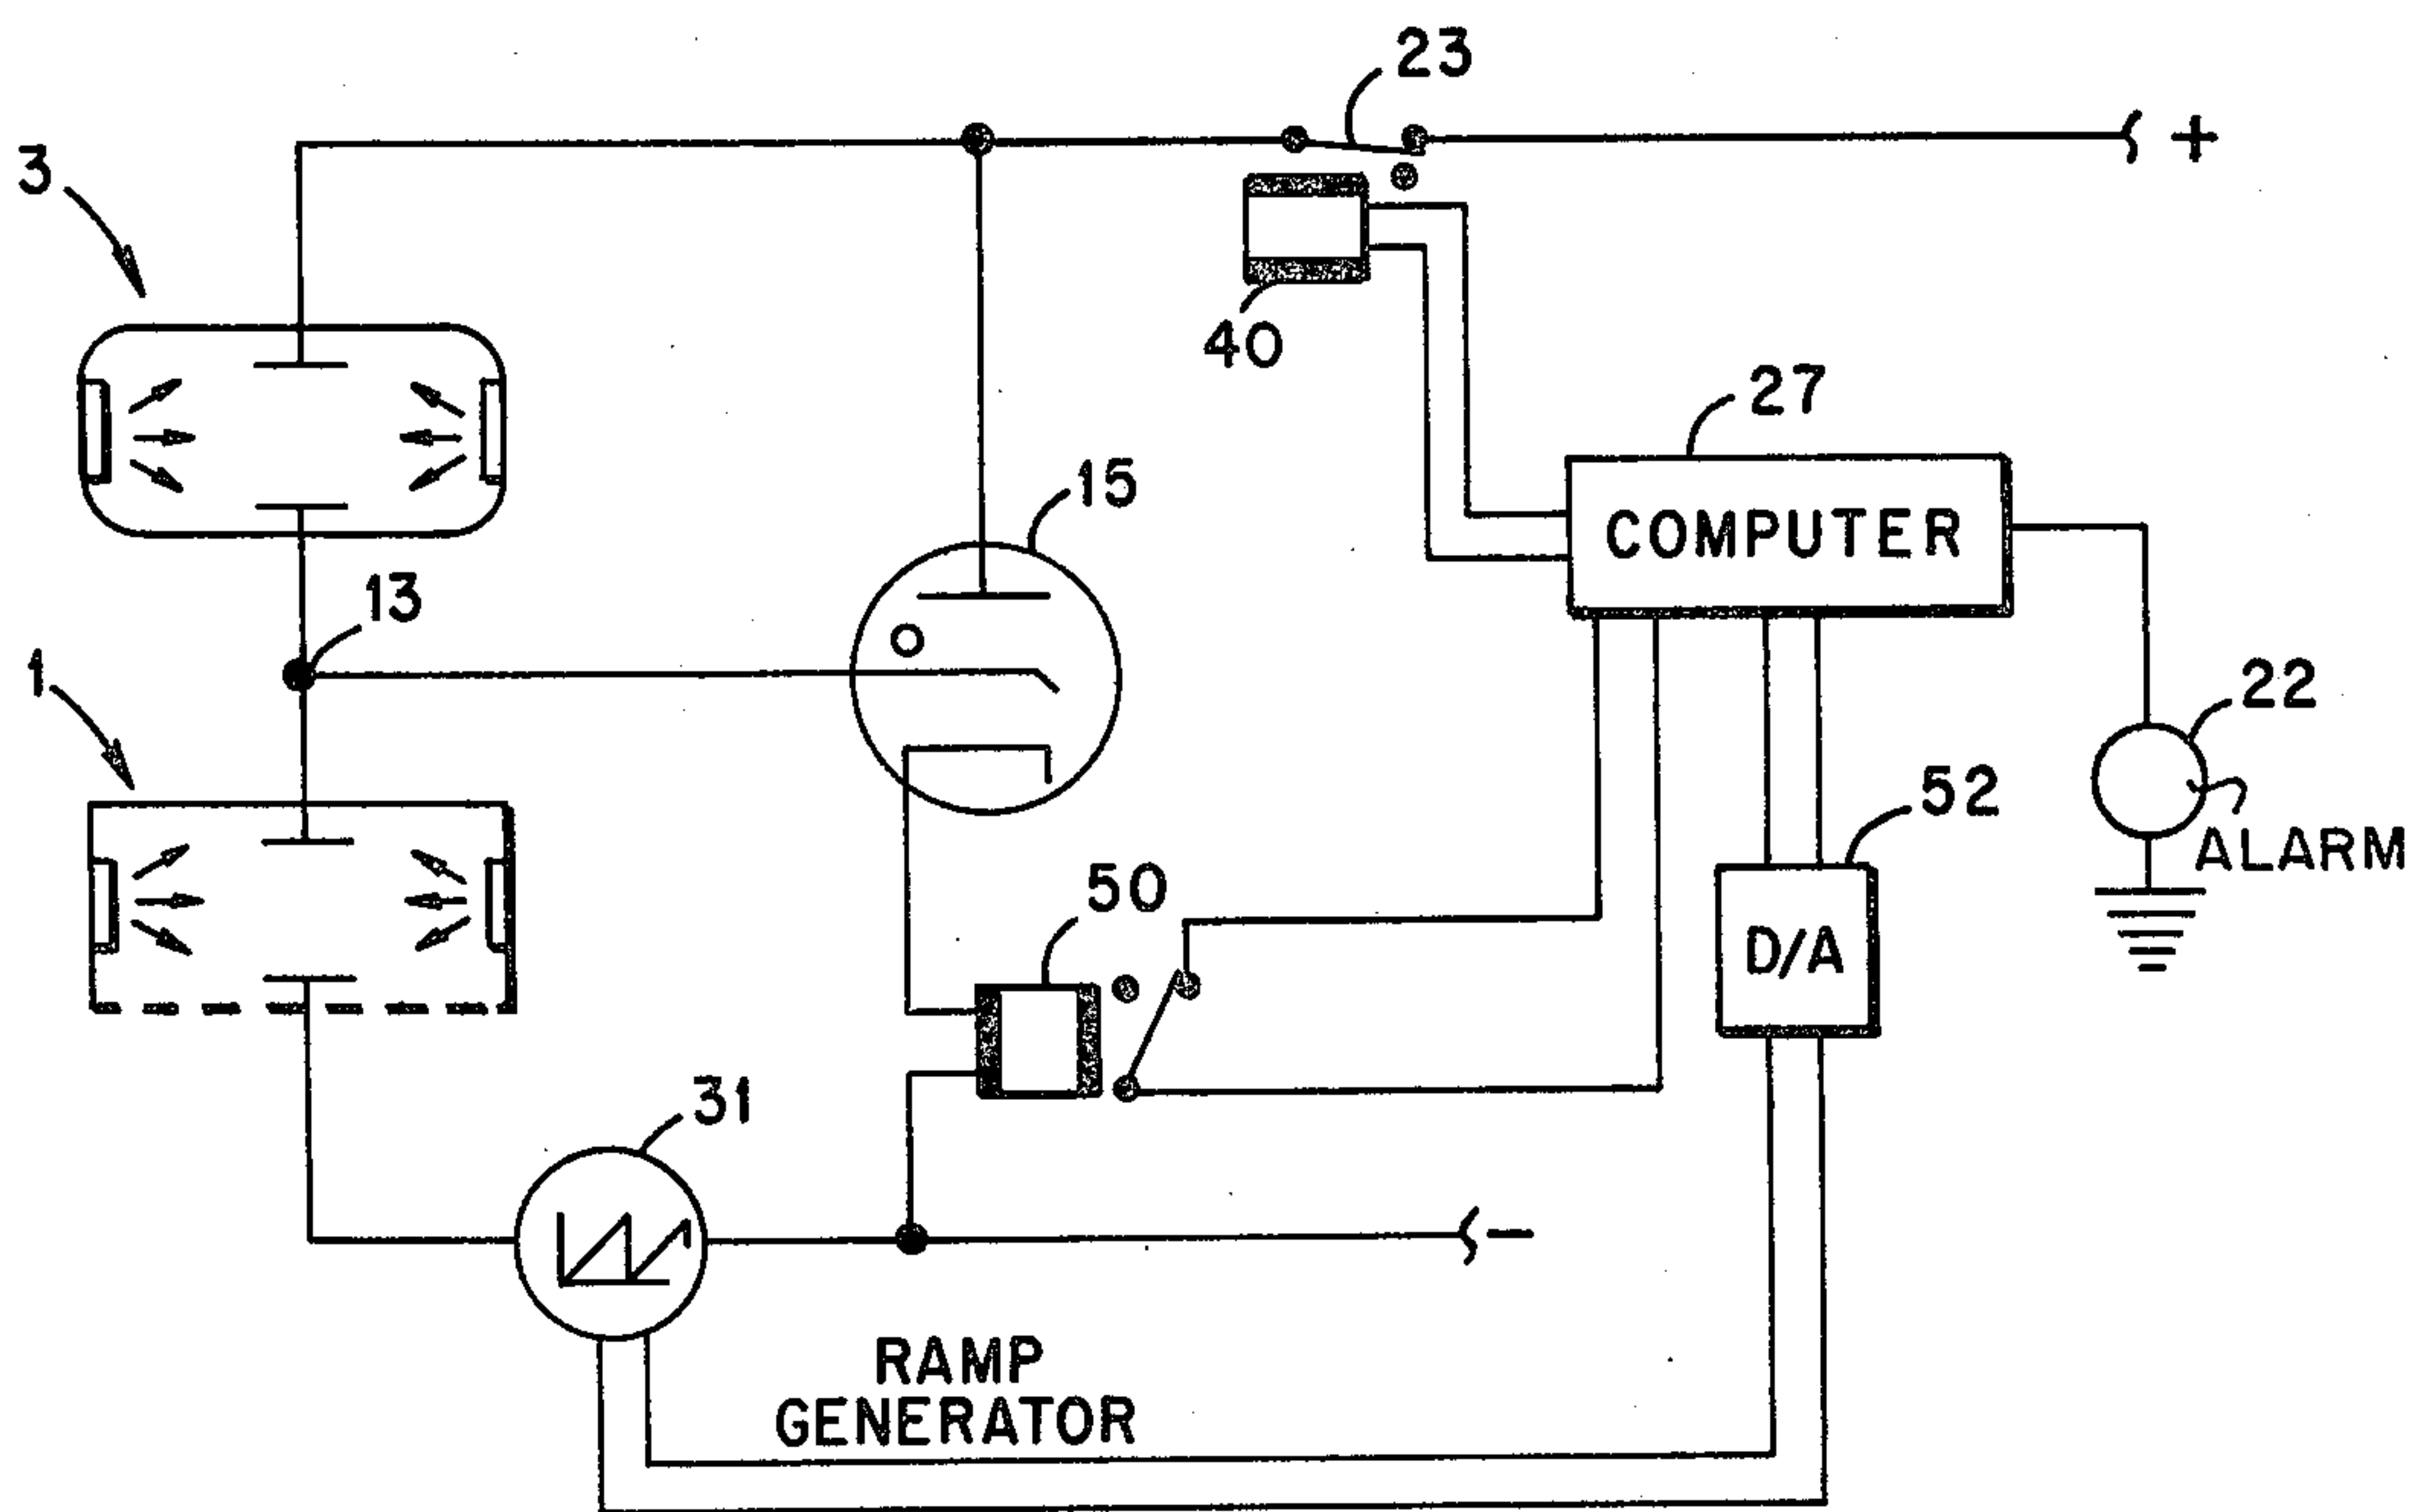 23
+
3
40
27
15
COMPUTER
13
1
22
52
ALARM
50
D/A
31
-
RAMP
GENERATOR